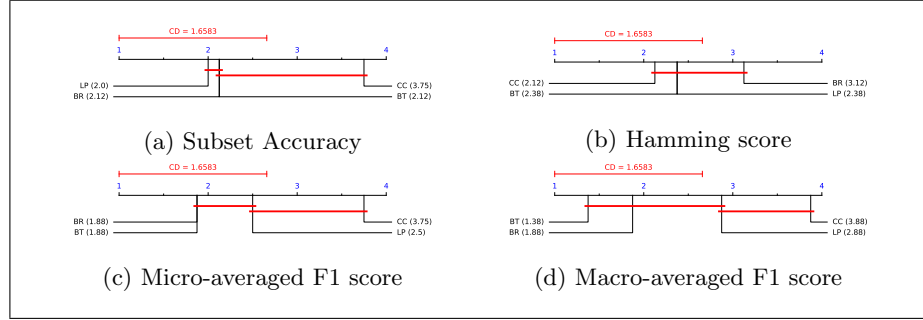 CD = 1.6583
1 2 3 4
LP (2.0) CC (3.75)
BR (2.12) BT (2.12)
(a) Subset Accuracy
CD = 1.6583
1 2 3 4
CC (2.12) BR (3.12)
BT (2.38) LP (2.38)
(b) Hamming score
CD = 1.6583
1 2 3 4
BR (1.88) CC (3.75)
BT (1.88) LP (2.5)
(c) Micro-averaged F1 score
CD = 1.6583
1 2 3 4
BT (1.38) CC (3.88)
BR (1.88) LP (2.88)
(d) Macro-averaged F1 score